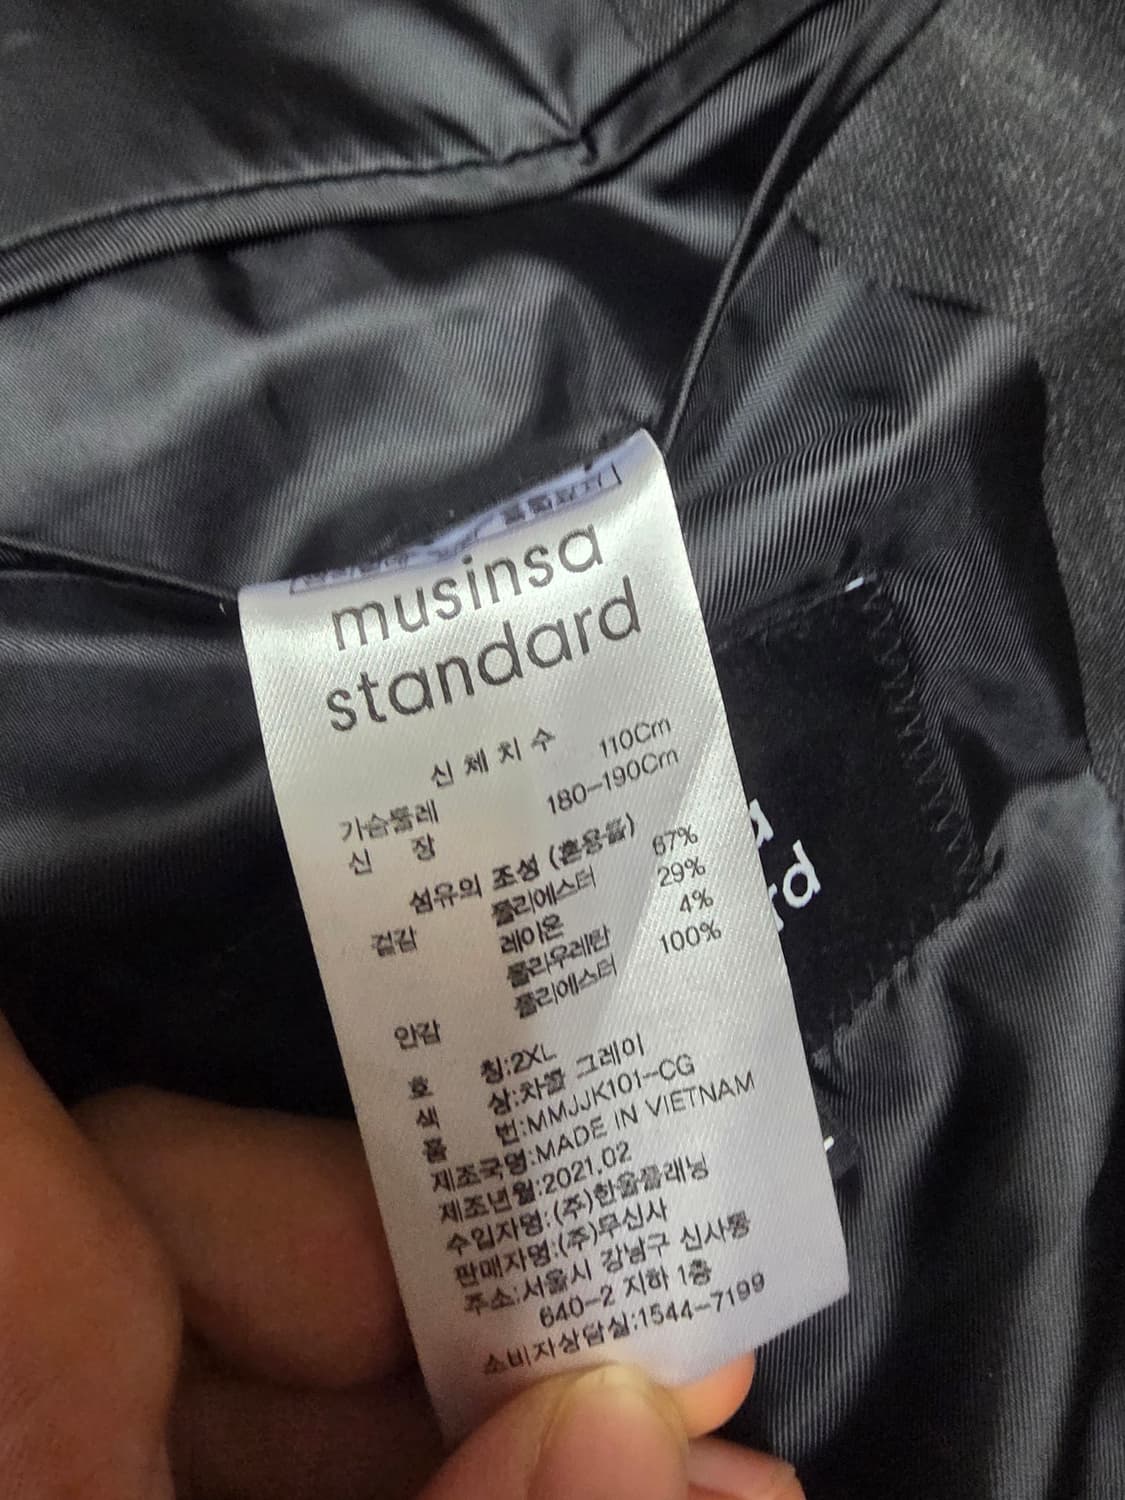 musinsa
standard
신체치수
가슴둘레 110Cm
신 장 180-190Cm
섬유의 조성 (혼용율)
겉감 폴리에스터 67%
레이온 29%
폴리우레탄 4%
안감 폴리에스터 100%
호 칭:2XL
색 상:차콜 그레이
품 번:MMJJK101-CG
제조국명:MADE IN VIETNAM
제조년월:2021.02
수입자명:(주)한울플래닝
판매자명:(주)무신사
주소:서울시 강남구 신사동
640-2 지하 1층
소비자상담실:1544-7199